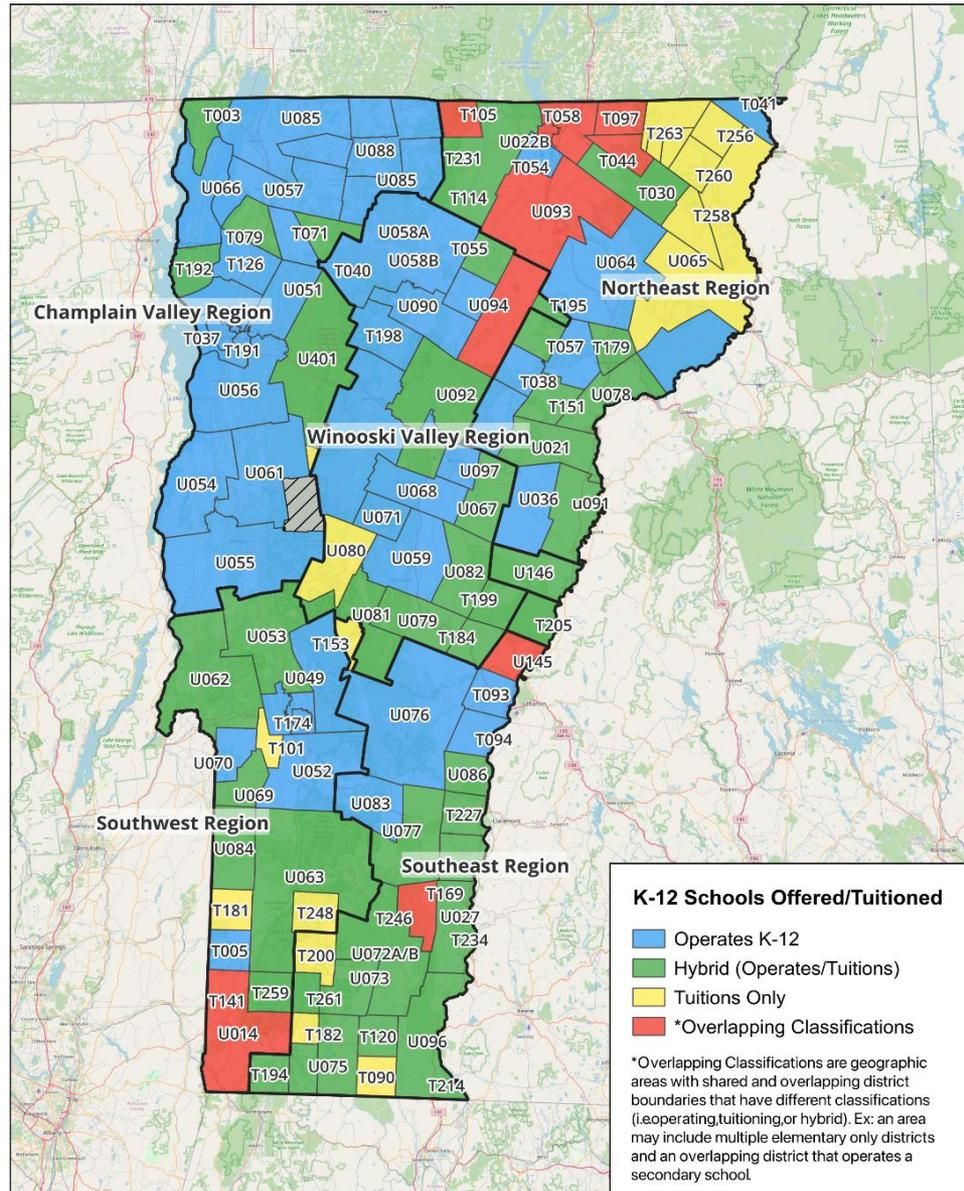 T003
U085
T105
T058
T097
T041
T263
T256
U022B
U088
T231
T054
T044
T260
U085
U066
U057
T114
T030
U093
T258
T079
T071
U058A
T055
T192
T126
T040
U058B
U064
U065
U051
U090
U094
T195
Northeast Region
Champlain Valley Region
T037
T191
T198
T057
T179
U401
T038
U056
U092
T151
U078
Winooski Valley Region
U021
U061
U097
U054
U068
U067
U036
u091
U071
U080
U055
U059
U082
U146
T199
U081
U079
T205
U053
T153
T184
U145
U062
U049
T093
U076
T174
T094
T101
U070
U052
U086
U069
U083
T227
Southwest Region
U077
U084
Southeast Region
U063
T169
T181
T248
T246
U027
T234
T005
T200
U072A/B
U073
T141
T259
T261
U014
T182
T120
U096
T194
U075
T090
T214
K-12 Schools Offered/Tuitioned
Operates K-12
Hybrid (Operates/Tuitions)
Tuitions Only
*Overlapping Classifications
*Overlapping Classifications are geographic
areas with shared and overlapping district
boundaries that have different classifications
(i.e.operating,tuitioning,or hybrid). Ex: an area
may include multiple elementary only districts
and an overlapping district that operates a
secondary school.